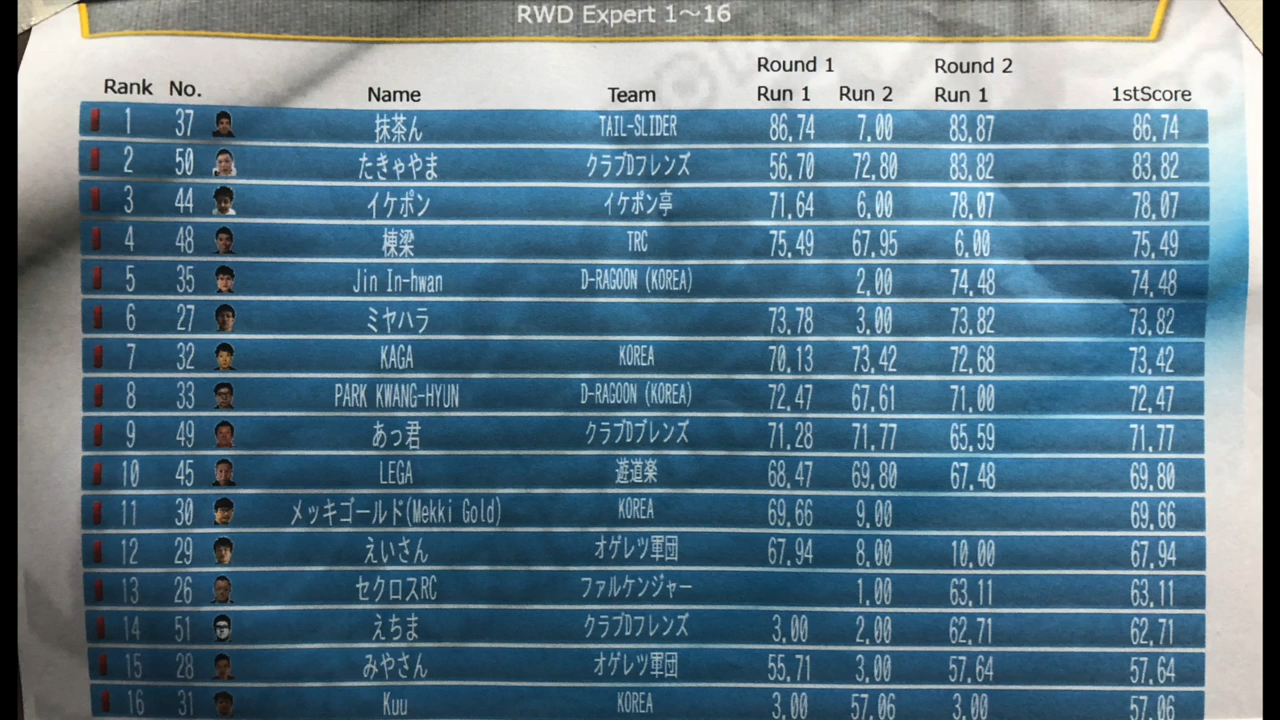 RWD Expert 1～16
Round 1 Round 2
Rank No. Name Team Run 1 Run 2 Run 1 1stScore
1 37 抹茶ん TAIL-SLIDER 86.74 7.00 83.87 86.74
2 50 たきゃやま クラブDフレンズ 56.70 72.80 83.82 83.82
3 44 イケポン イケポン亭 71.64 6.00 78.07 78.07
4 48 棟梁 TRC 75.49 67.95 6.00 75.49
5 35 Jin In-hwan D-RAGOON (KOREA) 2.00 74.48 74.48
6 27 ミヤハラ 73.78 3.00 73.82 73.82
7 32 KAGA KOREA 70.13 73.42 72.68 73.42
8 33 PARK KWANG-HYUN D-RAGOON (KOREA) 72.47 67.61 71.00 72.47
9 49 あっ君 クラブDブレンズ 71.28 71.77 65.59 71.77
10 45 LEGA 遊道楽 68.47 69.80 67.48 69.80
11 30 メッキゴールド(Mekki Gold) KOREA 69.66 9.00 69.66
12 29 えいさん オゲレツ軍団 67.94 8.00 10.00 67.94
13 26 セクロスRC ファルケンジャー 1.00 63.11 63.11
14 51 えちま クラブDフレンズ 3.00 2.00 62.71 62.71
15 28 みやさん オゲレツ軍団 55.71 3.00 57.64 57.64
16 31 Kuu KOREA 3.00 57.06 3.00 57.06